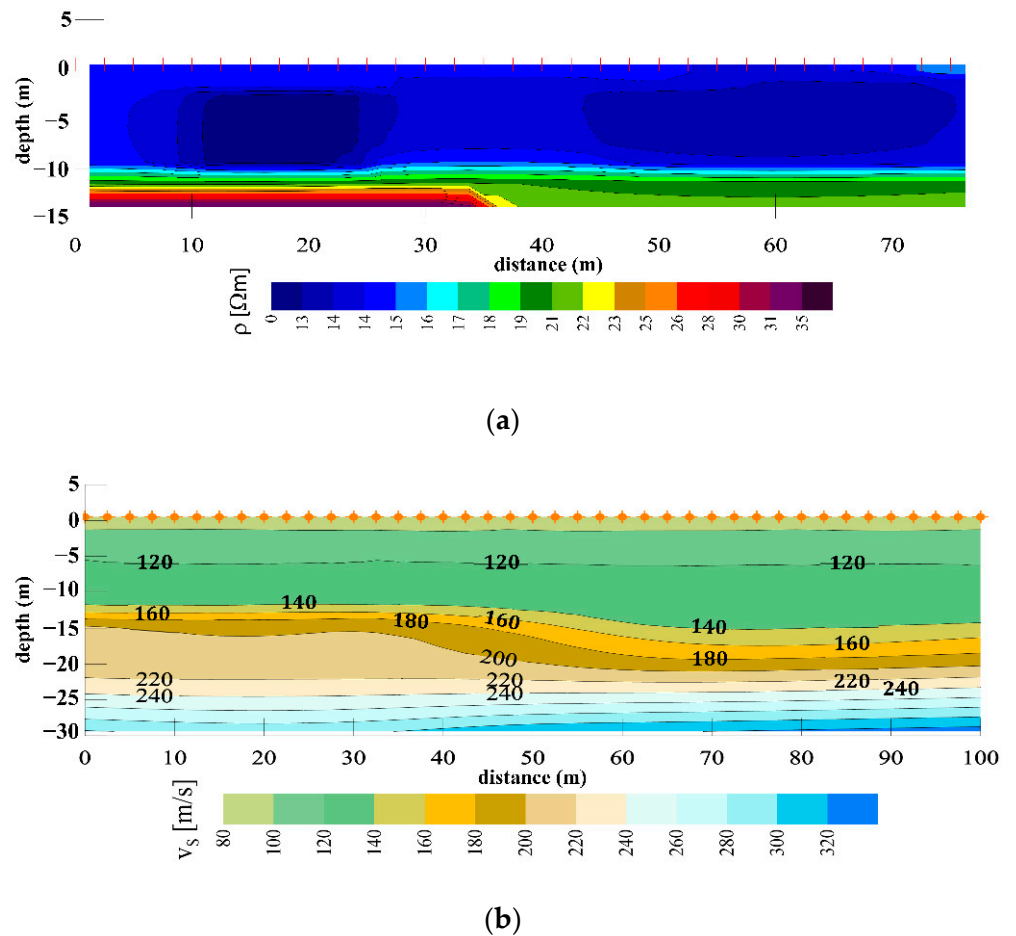 5
0
−5
−10
−15
depth (m)
0 10 20 30 40 50 60 70
distance (m)
ρ [Ωm]
0 13 14 14 15 16 17 18 19 21 22 23 25 26 28 30 31 35
(a)
5
0
−5
−10
−15
−20
−25
−30
depth (m)
120 120 120
140
160 180 160 140 160
200 180
220 220 220
240 240 240
0 10 20 30 40 50 60 70 80 90 100
distance (m)
vS [m/s]
80 100 120 140 160 180 200 220 240 260 300 320
(b)